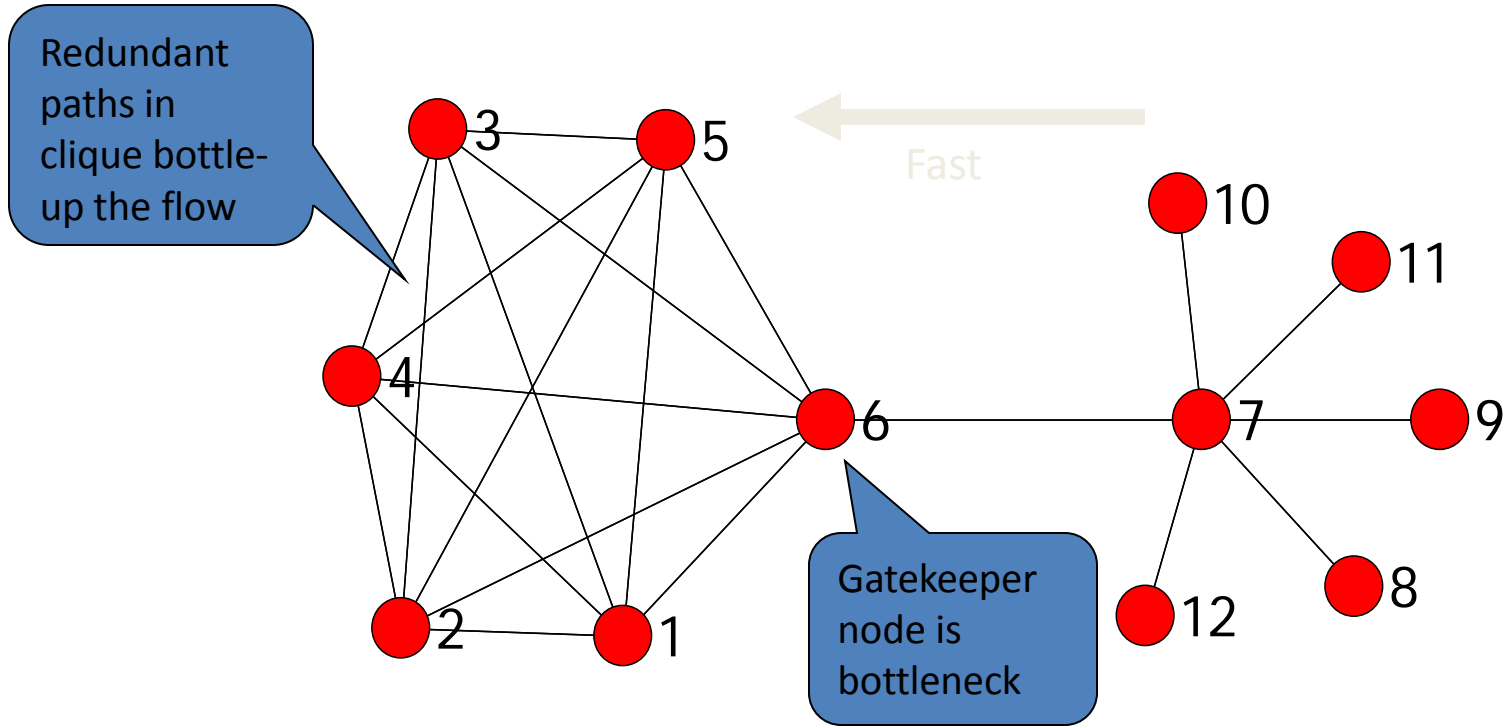 Redundant
paths in
clique bottle-
up the flow
3
5
Fast
10
11
4
6
7
9
2
1
Gatekeeper
node is
bottleneck
8
12